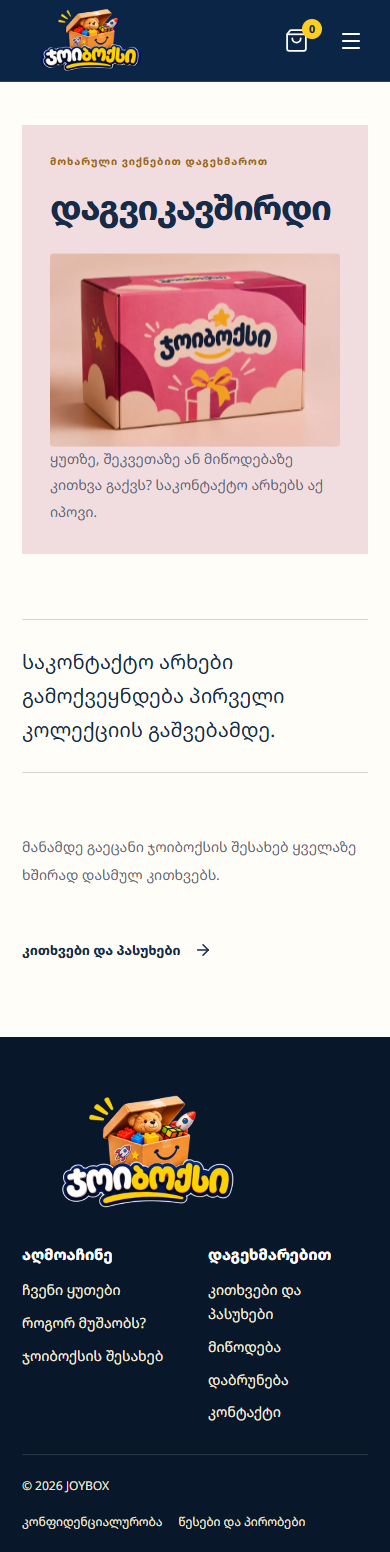 ჯოიბოქსი
0
მოხარული ვიქნებით დაგეხმაროთ
დაგვიკავშირდი
ჯოიბოქსი
ყუთზე, შეკვეთაზე ან მიწოდებაზე
კითხვა გაქვს? საკონტაქტო არხებს აქ
იპოვი.
საკონტაქტო არხები
გამოქვეყნდება პირველი
კოლექციის გაშვებამდე.
მანამდე გაეცანი ჯოიბოქსის შესახებ ყველაზე
ხშირად დასმულ კითხვებს.
კითხვები და პასუხები
ჯოიბოქსი
აღმოაჩინე
ჩვენი ყუთები
როგორ მუშაობს?
ჯოიბოქსის შესახებ
დაგეხმარებით
კითხვები და
პასუხები
მიწოდება
დაბრუნება
კონტაქტი
© 2026 JOYBOX
კონფიდენციალურობა წესები და პირობები